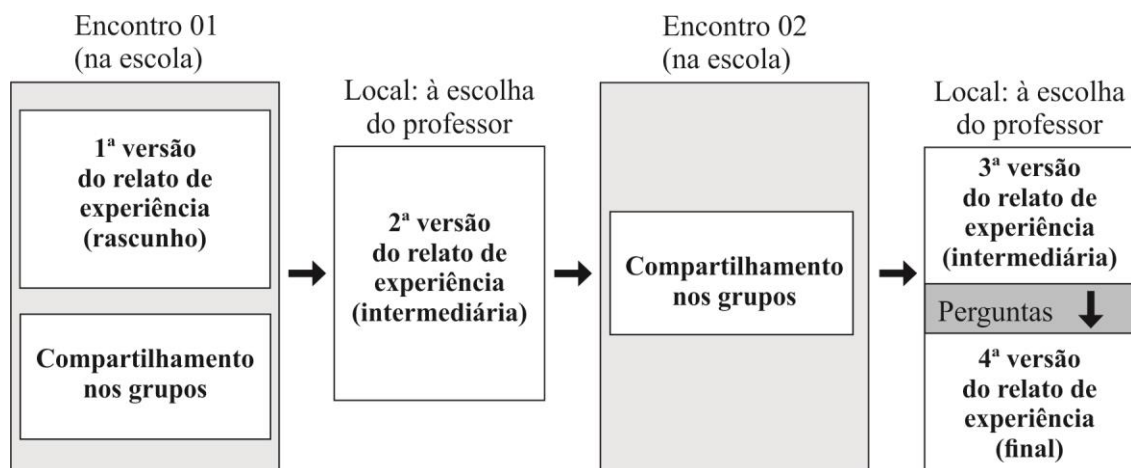 Encontro 01
(na escola)
1ª versão
do relato de
experiência
(rascunho)
Compartilhamento
nos grupos
Local: à escolha
do professor
2ª versão
do relato de
experiência
(intermediária)
Encontro 02
(na escola)
Compartilhamento
nos grupos
Local: à escolha
do professor
3ª versão
do relato de
experiência
(intermediária)
Perguntas
4ª versão
do relato de
experiência
(final)